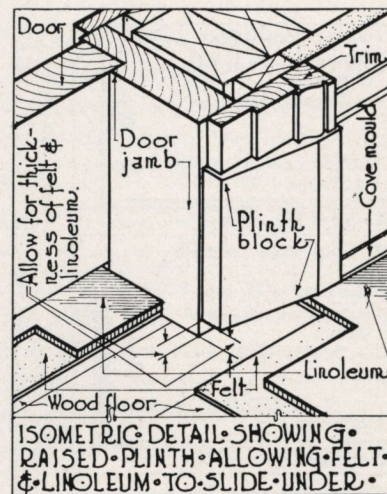 Door
Trim
Door
jamb
Cove mould
Allow for thick-
ness of felt &
linoleum.
Plinth
block
Linoleum
Felt
Wood floor
ISOMETRIC•DETAIL•SHOWING•
RAISED•PLINTH•ALLOWING•FELT•
&•LINOLEUM•TO•SLIDE•UNDER•